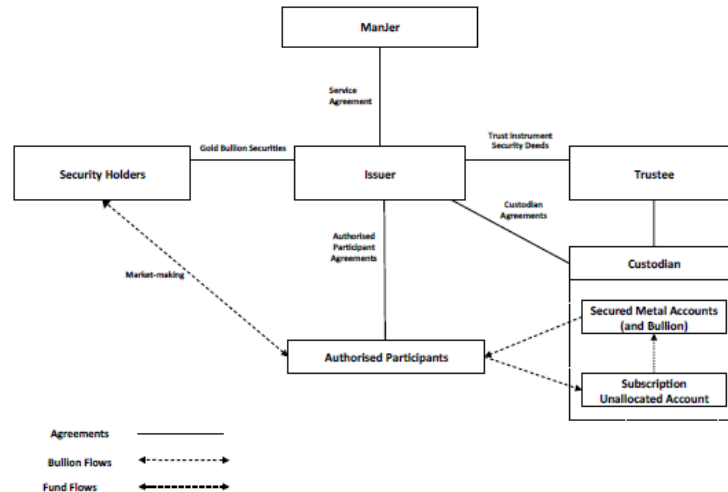 ManJer
Service
Agreement
Gold Bullion Securities
Trust Instrument
Security Deeds
Security Holders
Issuer
Trustee
Custodian
Agreements
Authorised
Participant
Agreements
Custodian
Market-making
Secured Metal Accounts
(and Bullion)
Authorised Participants
Subscription
Unallocated Account
Agreements
Bullion Flows
Fund Flows